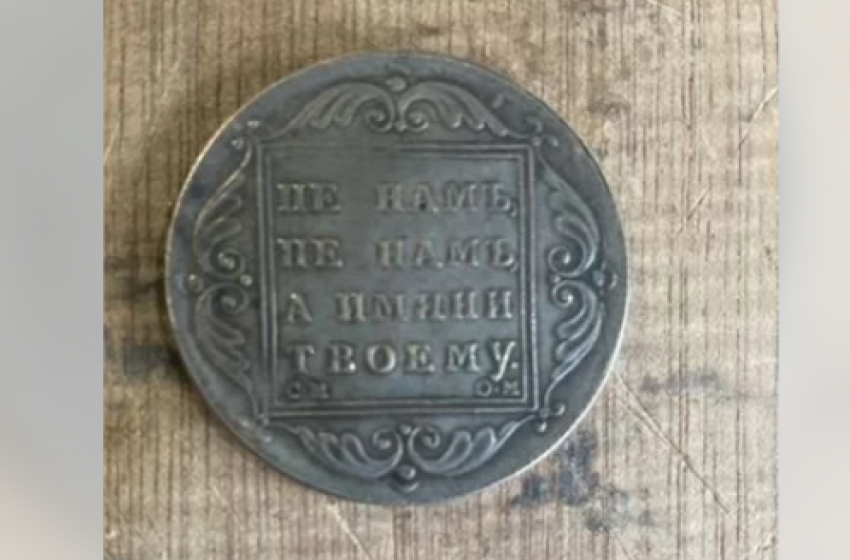 НЕ НАМЪ,
НЕ НАМЪ,
А ИМЯНИ
ТВОЕМУ.
С М О·М